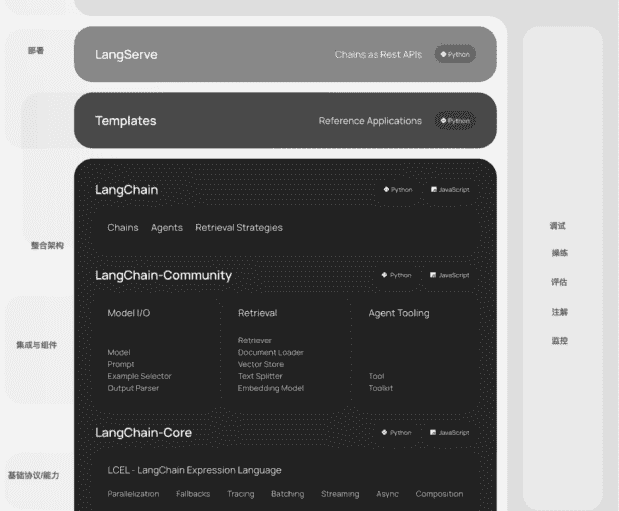 部署
LangServe
Chains as Rest APIs
Python
Templates
Reference Applications
Python
LangChain
Python
JavaScript
Chains Agents Retrieval Strategies
整合架构
LangChain-Community
Python
JavaScript
集成与组件
Model I/O
Model
Prompt
Example Selector
Output Parser
Retrieval
Retriever
Document Loader
Vector Store
Text Splitter
Embedding Model
Agent Tooling
Tool
Toolkit
基础协议/能力
LangChain-Core
Python
JavaScript
LCEL - LangChain Expression Language
Parallelization Fallbacks Tracing Batching Streaming Async Composition
调试
操练
评估
注解
监控